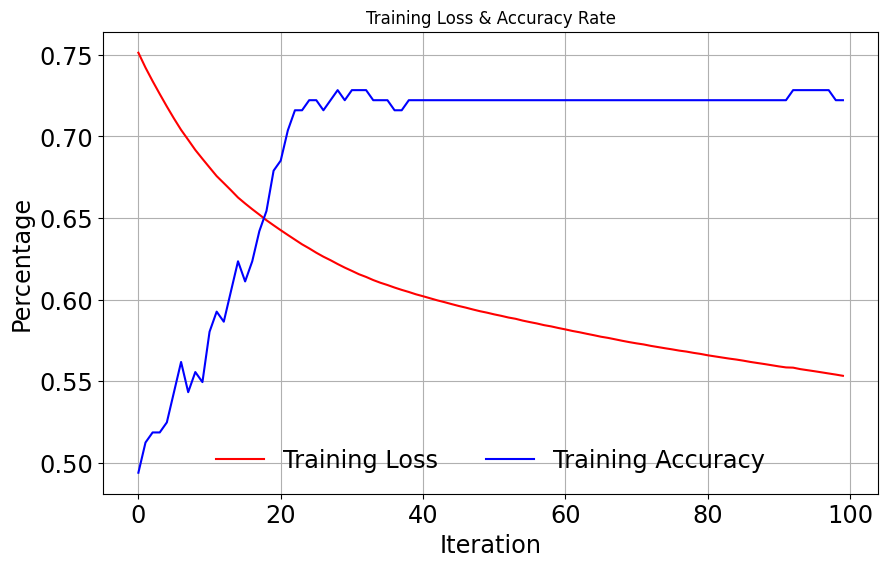 Training Loss & Accuracy Rate
0.75
0.70
0.65
0.60
0.55
0.50
Percentage
Training Loss
Training Accuracy
0 20 40 60 80 100
Iteration